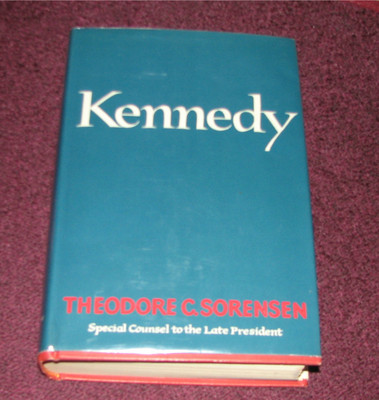 Kennedy
THEODORE C. SORENSEN
Special Counsel to the Late President